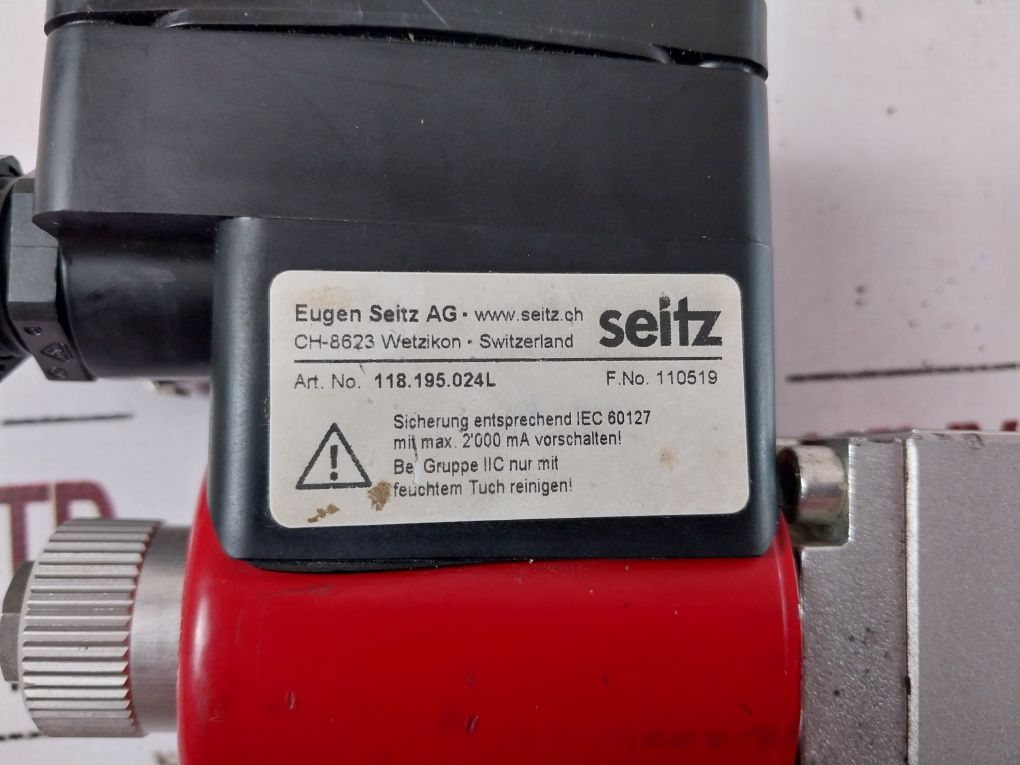 Eugen Seitz AG · www.seitz.ch
CH-8623 Wetzikon · Switzerland
seitz
Art. No. 118.195.024L F.No. 110519
Sicherung entsprechend IEC 60127
mit max. 2'000 mA vorschalten!
Bei Gruppe IIC nur mit
feuchtem Tuch reinigen!